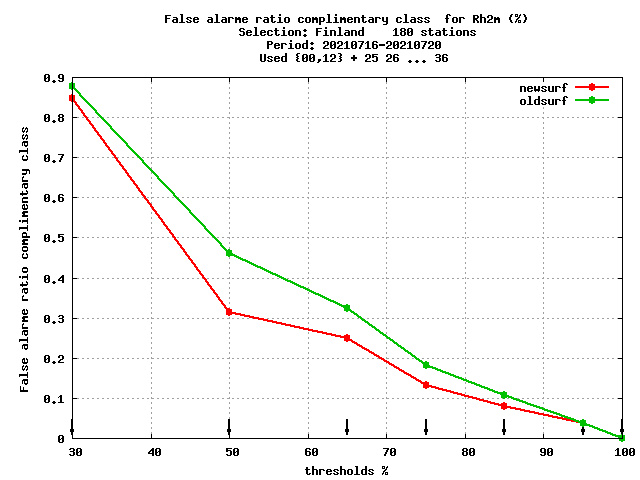 False alarme ratio complimentary class  for Rh2m (%)
Selection: Finland    180 stations
Period: 20210716-20210720
Used {00,12} + 25 26 ... 36
newsurf
oldsurf
False alarme ratio complimentary class
0,9
0,8
0,7
0,6
0,5
0,4
0,3
0,2
0,1
0
30 40 50 60 70 80 90 100
thresholds %